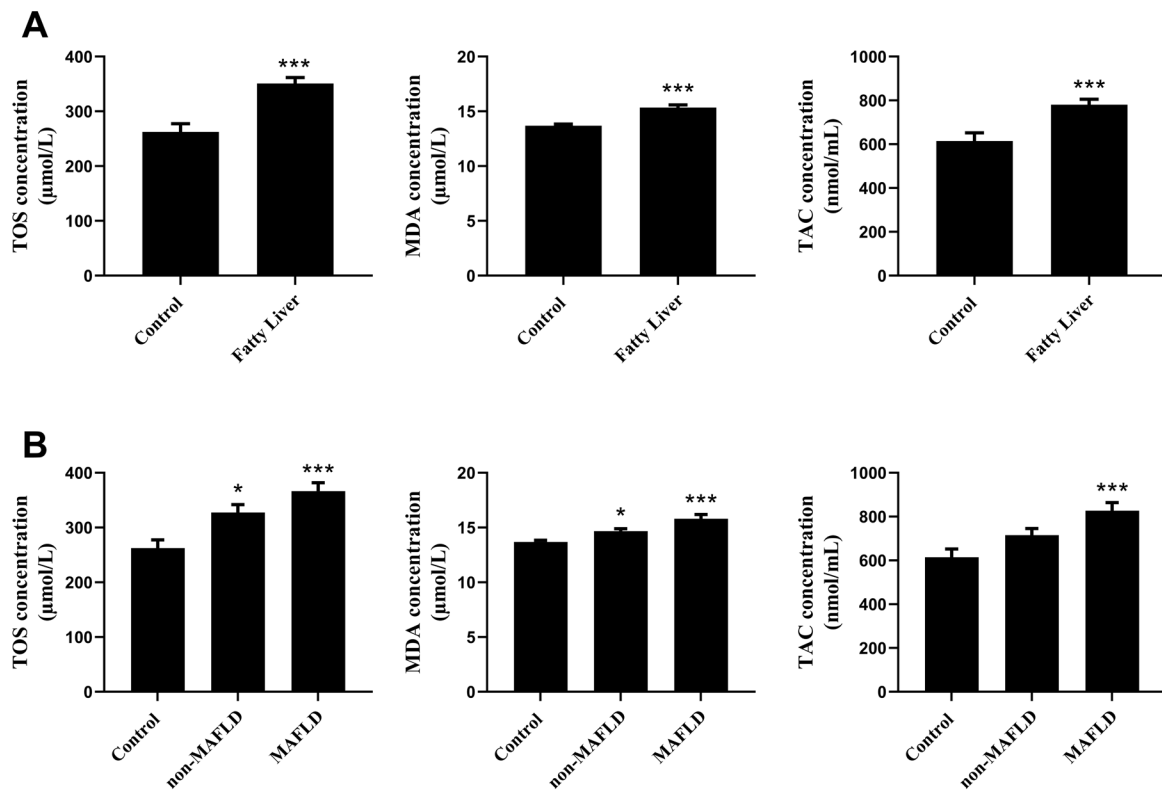 A
TOS concentration
(µmol/L)
400
300
200
100
0
***
Control
Fatty Liver
MDA concentration
(µmol/L)
20
15
10
5
0
***
Control
Fatty Liver
TAC concentration
(nmol/mL)
1000
800
600
400
200
0
***
Control
Fatty Liver
B
TOS concentration
(µmol/L)
400
300
200
100
0
*
***
Control
non-MAFLD
MAFLD
MDA concentration
(µmol/L)
20
15
10
5
0
*
***
Control
non-MAFLD
MAFLD
TAC concentration
(nmol/mL)
1000
800
600
400
200
0
***
Control
non-MAFLD
MAFLD